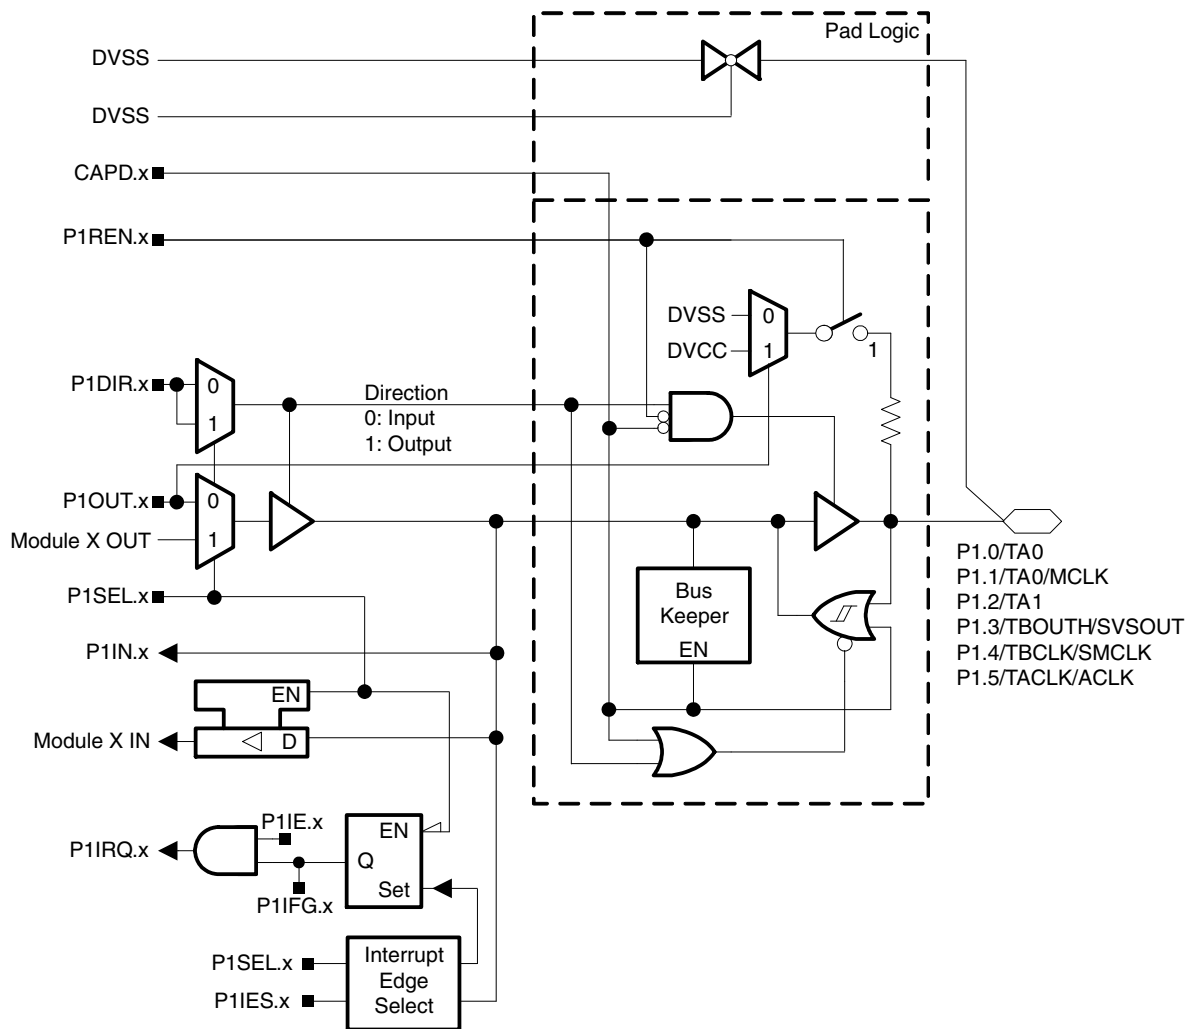 Pad Logic
DVSS
DVSS
CAPD.x
P1REN.x
DVSS
0
DVCC
1
1
P1DIR.x
0
1
Direction
0: Input
1: Output
P1OUT.x
0
Module X OUT
1
P1SEL.x
Bus
Keeper
EN
P1.0/TA0
P1.1/TA0/MCLK
P1.2/TA1
P1.3/TBOUTH/SVSOUT
P1.4/TBCLK/SMCLK
P1.5/TACLK/ACLK
P1IN.x
EN
Module X IN
D
P1IE.x
P1IRQ.x
EN
Q
Set
P1IFG.x
P1SEL.x
P1IES.x
Interrupt
Edge
Select